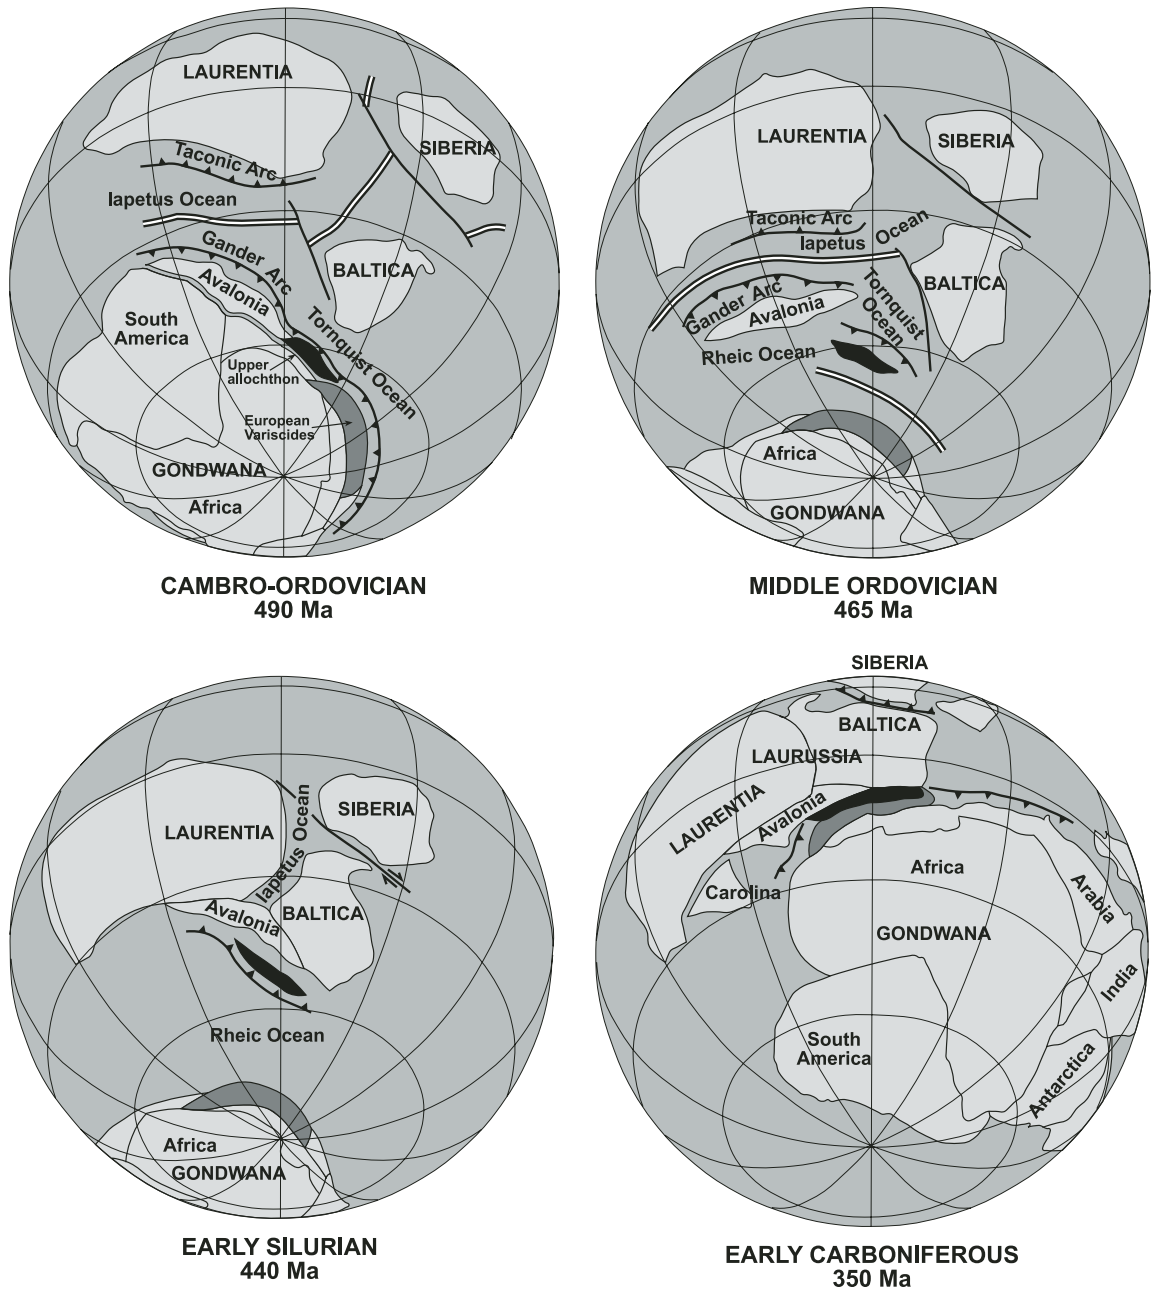 LAURENTIA
SIBERIA
Taconic Arc
Iapetus Ocean
Gander Arc
BALTICA
Avalonia
South
America
Tornquist Ocean
Upper
allochthon
European
Variscides
GONDWANA
Africa
CAMBRO-ORDOVICIAN
490 Ma
LAURENTIA
SIBERIA
Taconic Arc
Iapetus Ocean
BALTICA
Gander Arc
Avalonia
Tornquist
Ocean
Rheic Ocean
Africa
GONDWANA
MIDDLE ORDOVICIAN
465 Ma
LAURENTIA
Iapetus Ocean
SIBERIA
Avalonia
BALTICA
Rheic Ocean
Africa
GONDWANA
EARLY SILURIAN
440 Ma
SIBERIA
BALTICA
LAURUSSIA
LAURENTIA
Avalonia
Carolina
Africa
Arabia
GONDWANA
India
South
America
Antarctica
EARLY CARBONIFEROUS
350 Ma